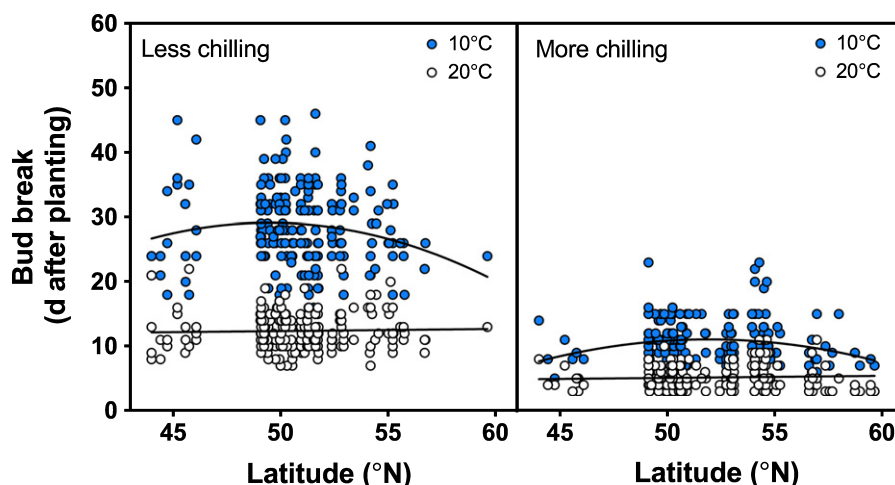 Bud break
(d after planting)
60
50
40
30
20
10
0
Less chilling
10°C
20°C
More chilling
10°C
20°C
45
50
55
60
45
50
55
60
Latitude (°N)
Latitude (°N)